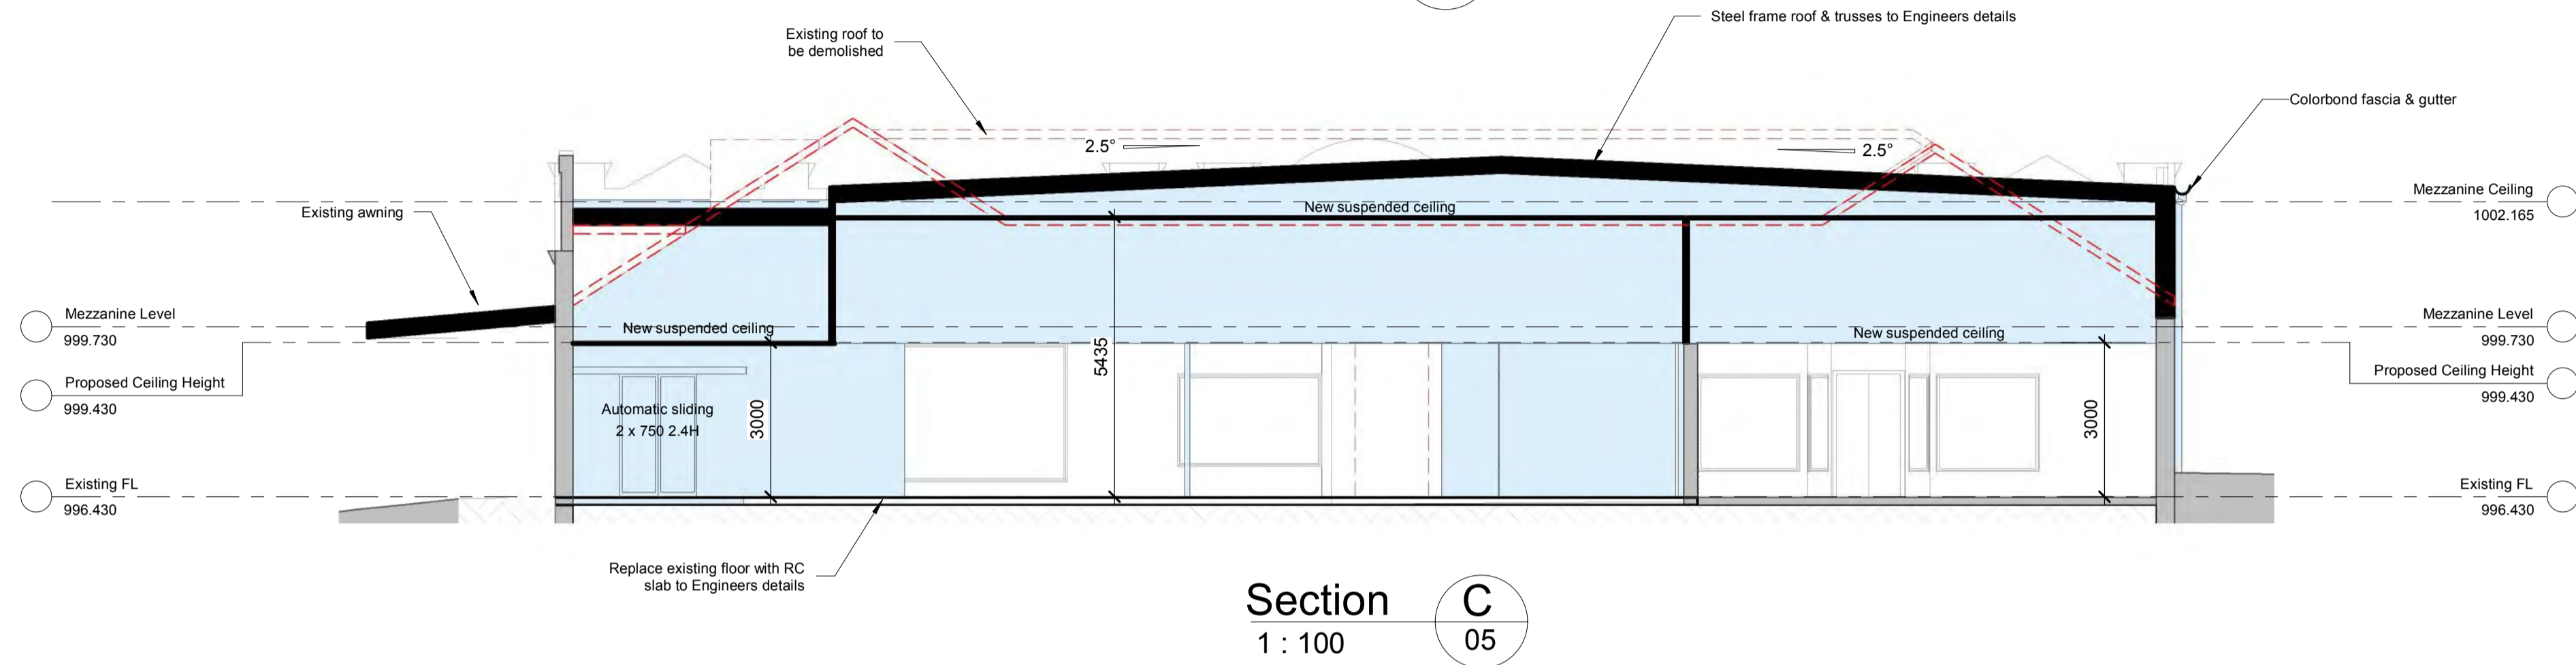 Steel frame roof & trusses to Engineers details
Existing roof to
be demolished
Colorbond fascia & gutter
2.5°
2.5°
Mezzanine Ceiling
1002.165
Existing awning
New suspended ceiling
Mezzanine Level
999.730
New suspended ceiling
New suspended ceiling
Mezzanine Level
999.730
Proposed Ceiling Height
999.430
Proposed Ceiling Height
999.430
5435
Automatic sliding
2 x 750 2.4H
3000
3000
Existing FL
996.430
Existing FL
996.430
Replace existing floor with RC
slab to Engineers details
Section
C
1 : 100
05